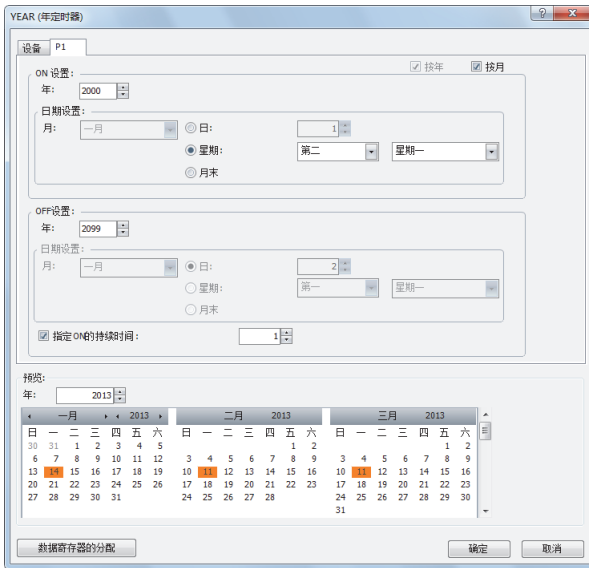 YEAR (年定时器)
设备 P1
按年 按月
ON 设置:
年: 2000
日期设置:
月: 一月 日: 1
星期: 第二 星期一
月末
OFF设置:
年: 2099
日期设置:
月: 一月 日: 2
星期: 第一 星期一
月末
指定ON的持续时间: 1
预览:
年: 2013
一月 2013 二月 2013 三月 2013
日 一 二 三 四 五 六 日 一 二 三 四 五 六 日 一 二 三 四 五 六
30 31 1 2 3 4 5 1 2 1 2
6 7 8 9 10 11 12 3 4 5 6 7 8 9 3 4 5 6 7 8 9
13 14 15 16 17 18 19 10 11 12 13 14 15 16 10 11 12 13 14 15 16
20 21 22 23 24 25 26 17 18 19 20 21 22 23 17 18 19 20 21 22 23
27 28 29 30 31 24 25 26 27 28 24 25 26 27 28 29 30
31
数据寄存器的分配 确定 取消